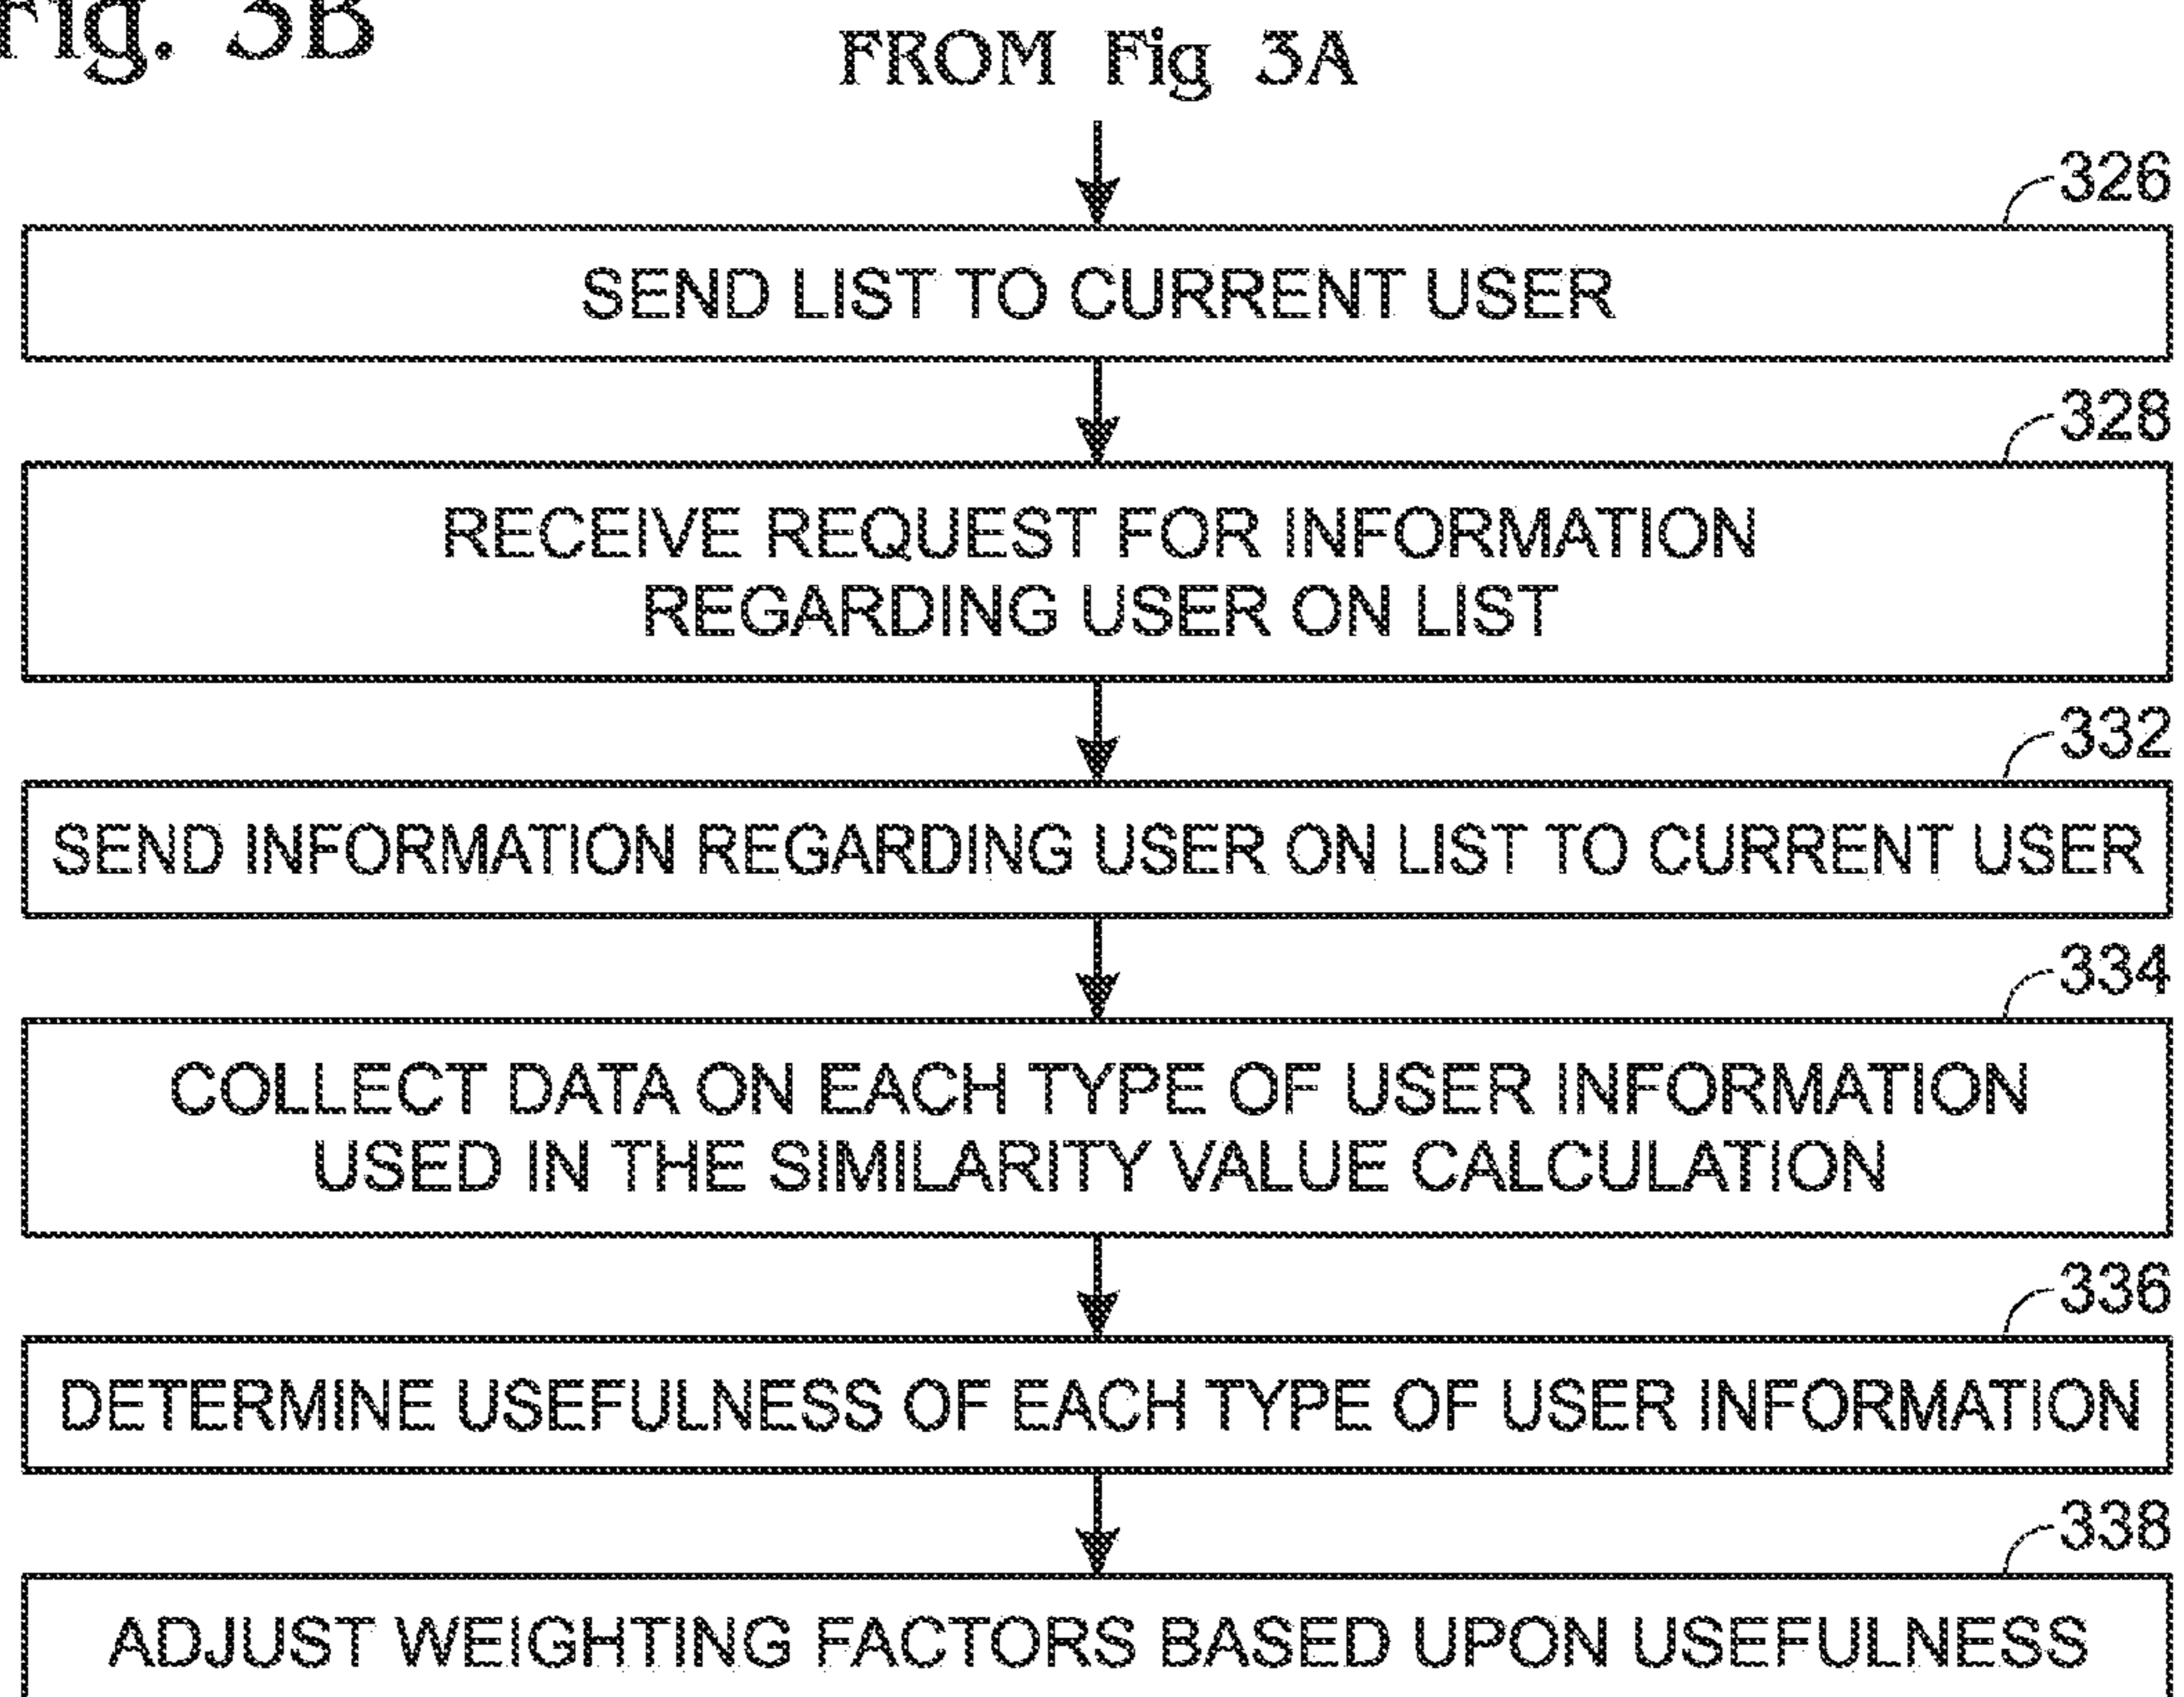 Fig. 3B
FROM Fig 3A
326
SEND LIST TO CURRENT USER
328
RECEIVE REQUEST FOR INFORMATION
REGARDING USER ON LIST
332
SEND INFORMATION REGARDING USER ON LIST TO CURRENT USER
334
COLLECT DATA ON EACH TYPE OF USER INFORMATION
USED IN THE SIMILARITY VALUE CALCULATION
336
DETERMINE USEFULNESS OF EACH TYPE OF USER INFORMATION
338
ADJUST WEIGHTING FACTORS BASED UPON USEFULNESS